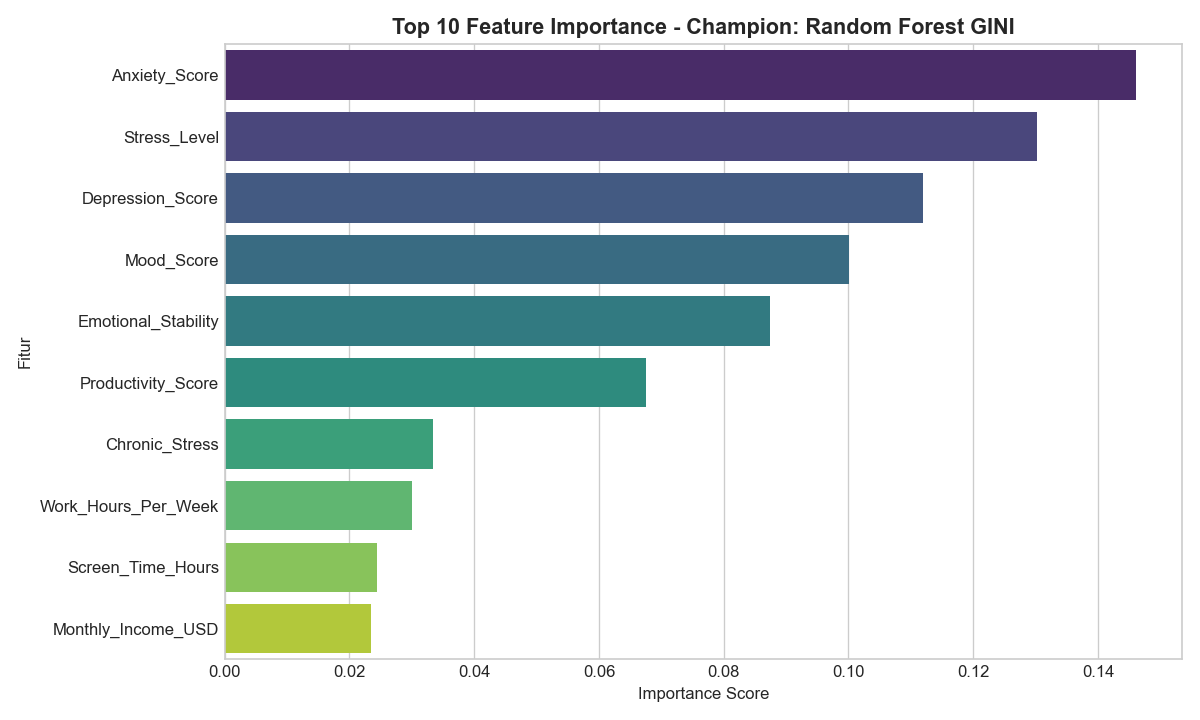 Top 10 Feature Importance - Champion: Random Forest GINI
Anxiety_Score
Stress_Level
Depression_Score
Mood_Score
Emotional_Stability
Productivity_Score
Chronic_Stress
Work_Hours_Per_Week
Screen_Time_Hours
Monthly_Income_USD
Fitur
0.00 0.02 0.04 0.06 0.08 0.10 0.12 0.14
Importance Score